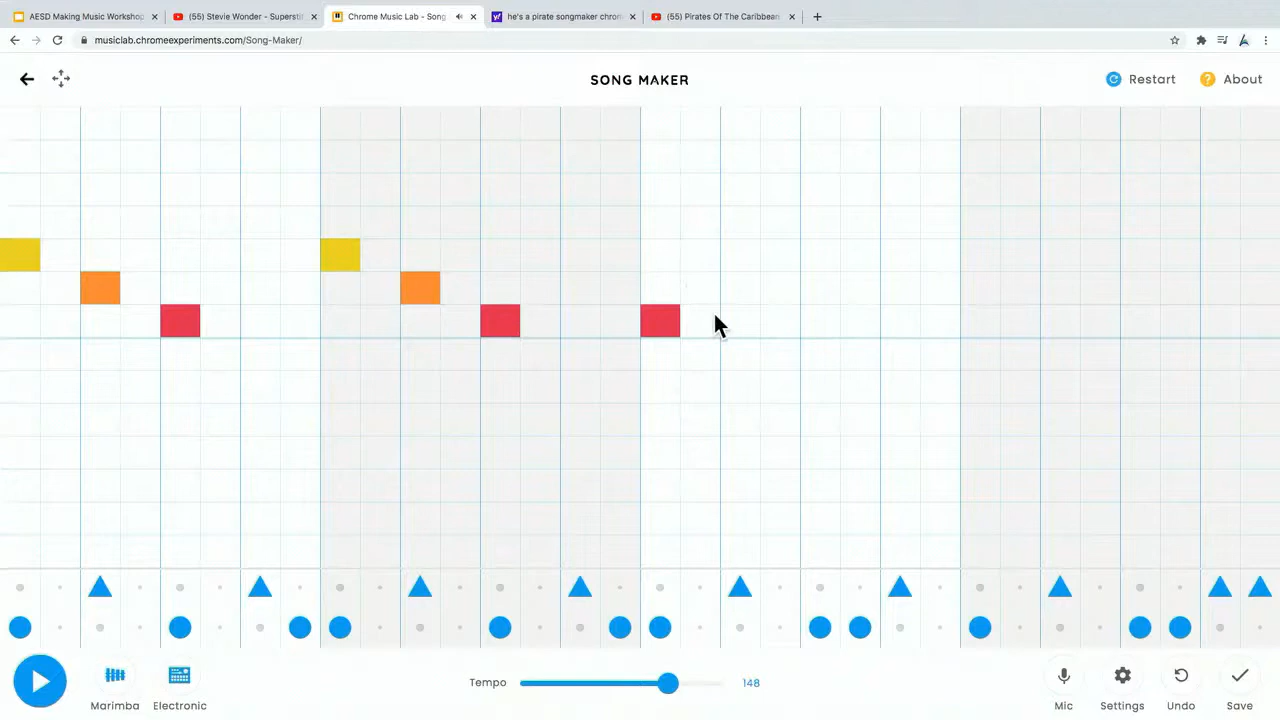 AESD Making Music Workshop
(55) Stevie Wonder - Supersti
Chrome Music Lab - Song
he's a pirate songmaker chrom
(55) Pirates Of The Caribbean
musiclab.chromeexperiments.com/Song-Maker/
SONG MAKER
Restart
? About
Tempo 148
Marimba
Electronic
Mic
Settings
Undo
Save